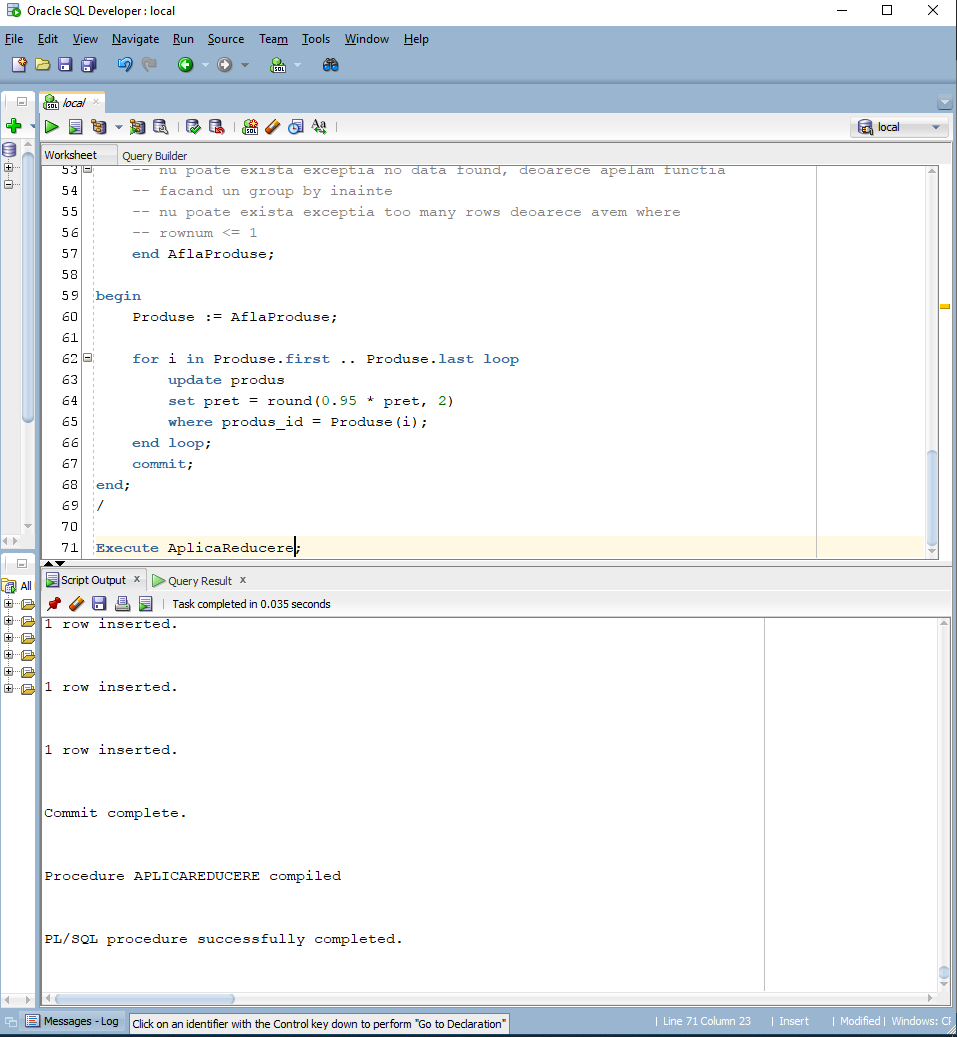 Oracle SQL Developer : local
File Edit View Navigate Run Source Team Tools Window Help
local
local
Worksheet Query Builder
53 -- nu poate exista exceptia no data found, deoarece apelam functia
54 -- facand un group by inainte
55 -- nu poate exista exceptia too many rows deoarece avem where
56 -- rownum <= 1
57 end AflaProduse;
58
59 begin
60 Produse := AflaProduse;
61
62 for i in Produse.first .. Produse.last loop
63 update produs
64 set pret = round(0.95 * pret, 2)
65 where produs_id = Produse(i);
66 end loop;
67 commit;
68 end;
69 /
70
71 Execute AplicaReducere;
Script Output x Query Result x
All
Task completed in 0.035 seconds
1 row inserted.
1 row inserted.
1 row inserted.
Commit complete.
Procedure APLICAREDUCERE compiled
PL/SQL procedure successfully completed.
Messages - Log
Click on an identifier with the Control key down to perform "Go to Declaration"
| Line 71 Column 23 | Insert | Modified | Windows: